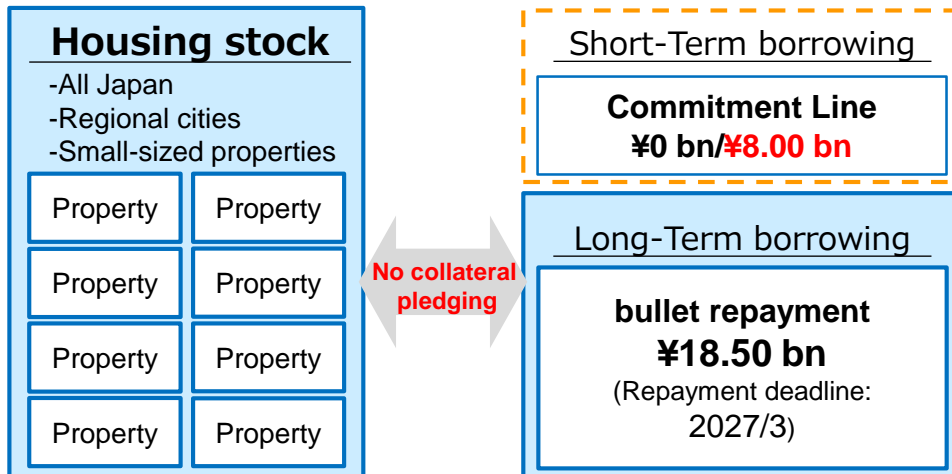 Housing stock
-All Japan
-Regional cities
-Small-sized properties
Property Property
Property Property
Property Property
Property Property
No collateral
pledging
Short-Term borrowing
Commitment Line
¥0 bn/¥8.00 bn
Long-Term borrowing
bullet repayment
¥18.50 bn
(Repayment deadline:
2027/3)